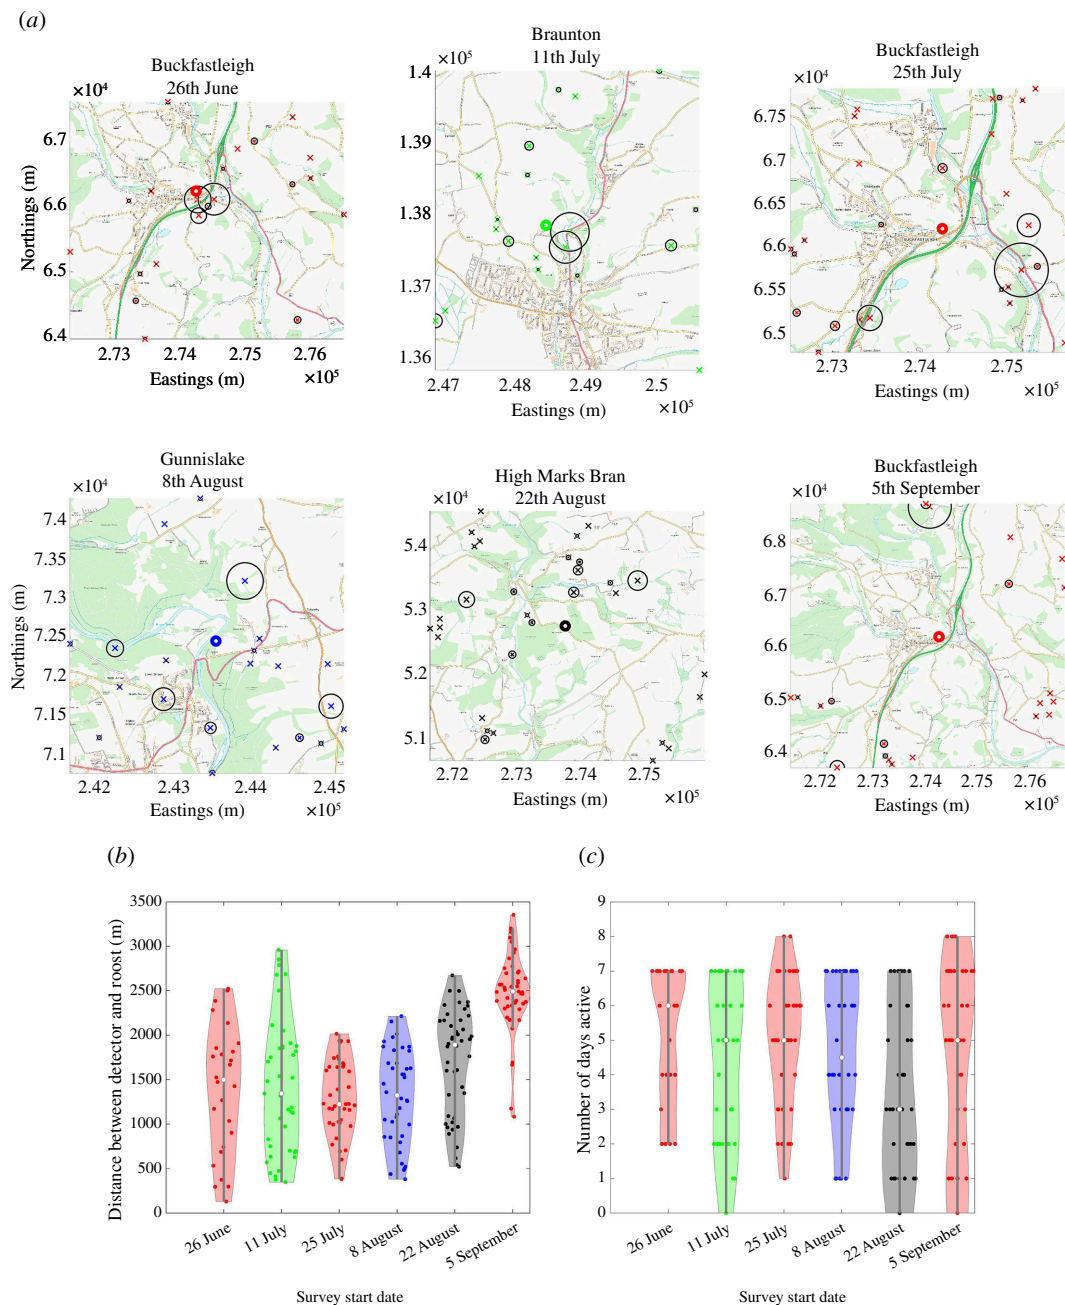 (a)
Buckfastleigh
26th June
×10⁴
6.7
6.6
6.5
6.4
Northings (m)
2.73 2.74 2.75 2.76
Eastings (m)
×10⁵
Braunton
11th July
×10⁵
1.4
1.39
1.38
1.37
1.36
2.47 2.48 2.49 2.5
Eastings (m)
×10⁵
Buckfastleigh
25th July
×10⁴
6.75
6.7
6.65
6.6
6.55
6.5
BUCKFASTLEIGH
2.73 2.74 2.75
Eastings (m)
×10⁵
Gunnislake
8th August
×10⁴
7.4
7.35
7.3
7.25
7.2
7.15
7.1
Northings (m)
2.42 2.43 2.44 2.45
Eastings (m)
×10⁵
High Marks Bran
22th August
×10⁴
5.4
5.3
5.2
5.1
2.72 2.73 2.74 2.75
Eastings (m)
×10⁵
Buckfastleigh
5th September
×10⁴
6.8
6.7
6.6
6.5
6.4
2.72 2.73 2.74 2.75 2.76
Eastings (m)
×10⁵
(b)
Distance between detector and roost (m)
3500
3000
2500
2000
1500
1000
500
0
26 June 11 July 25 July 8 August 22 August 5 September
Survey start date
(c)
Number of days active
9
8
7
6
5
4
3
2
1
0
26 June 11 July 25 July 8 August 22 August 5 September
Survey start date